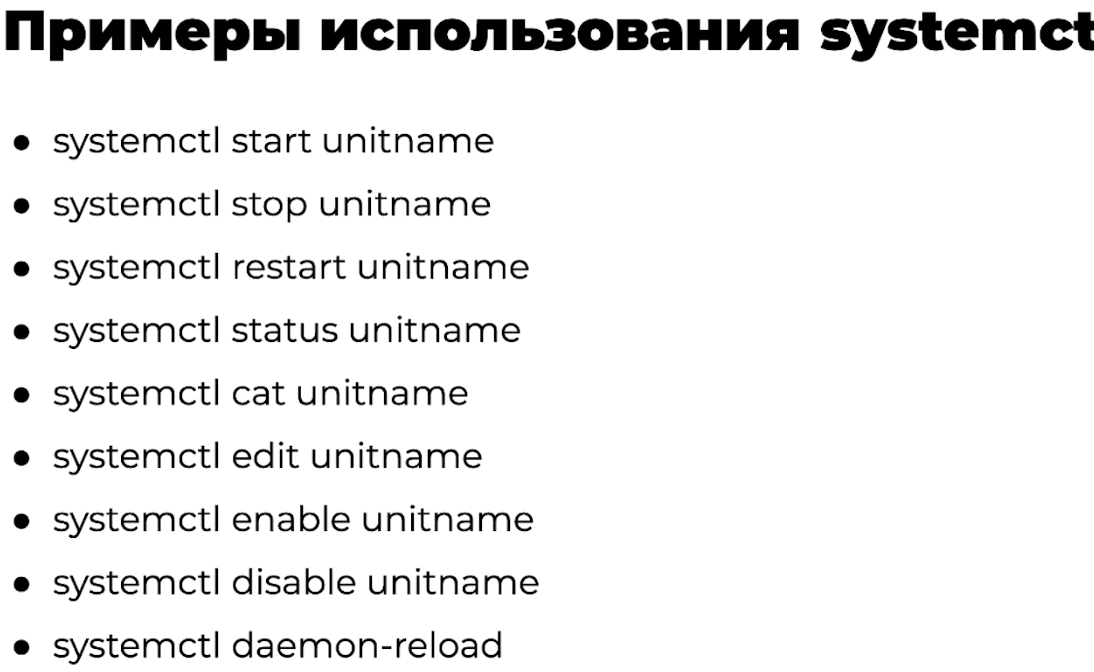 Примеры использования systemct
● systemctl start unitname
● systemctl stop unitname
● systemctl restart unitname
● systemctl status unitname
● systemctl cat unitname
● systemctl edit unitname
● systemctl enable unitname
● systemctl disable unitname
● systemctl daemon-reload